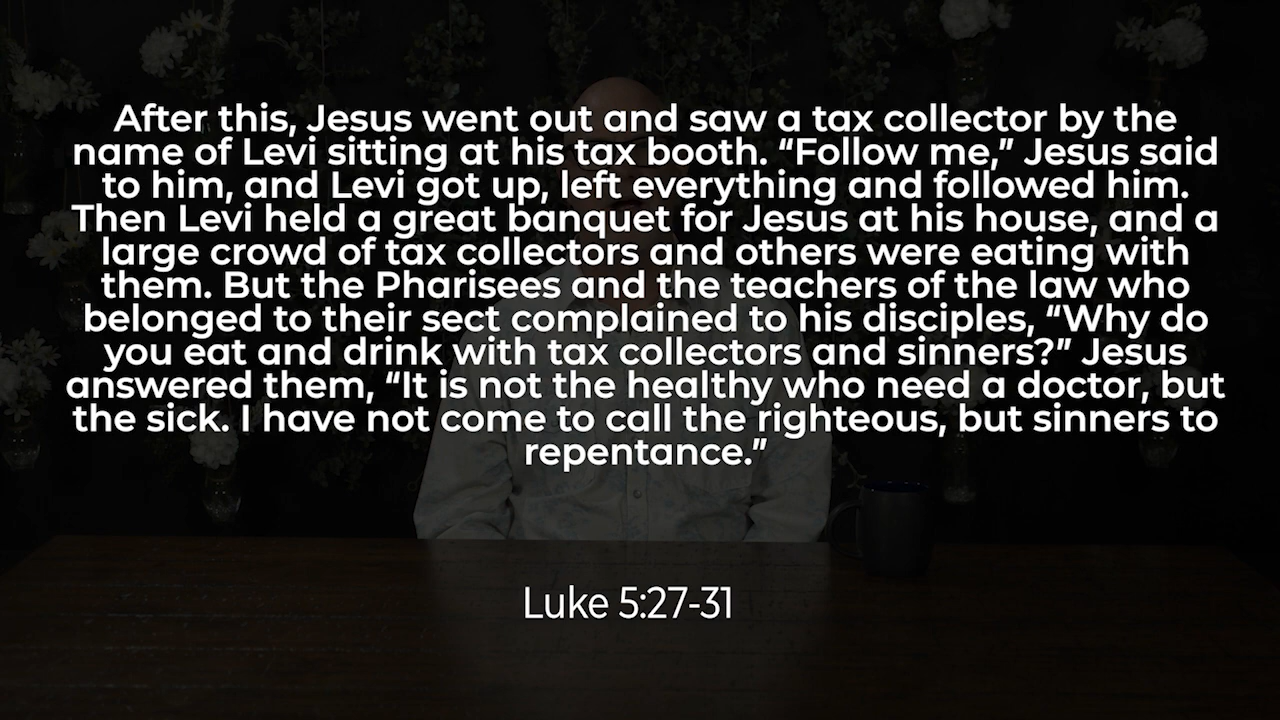 After this, Jesus went out and saw a tax collector by the
name of Levi sitting at his tax booth. “Follow me,” Jesus said
to him, and Levi got up, left everything and followed him.
Then Levi held a great banquet for Jesus at his house, and a
large crowd of tax collectors and others were eating with
them. But the Pharisees and the teachers of the law who
belonged to their sect complained to his disciples, “Why do
you eat and drink with tax collectors and sinners?” Jesus
answered them, “It is not the healthy who need a doctor, but
the sick. I have not come to call the righteous, but sinners to
repentance.”
Luke 5:27-31